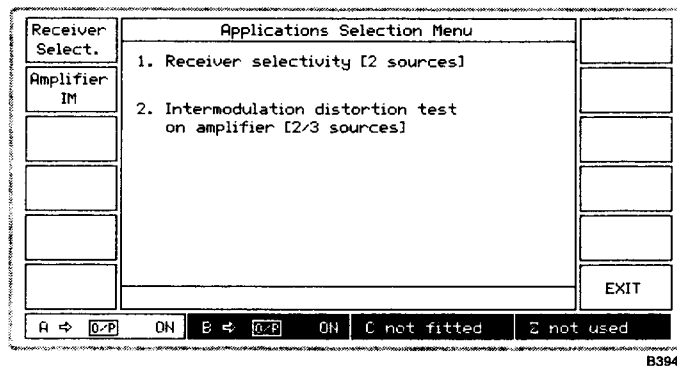 Receiver
Select.
Amplifier
IM
Applications Selection Menu
1. Receiver selectivity [2 sources]
2. Intermodulation distortion test
on amplifier [2/3 sources]
EXIT
A ⇨ O/P ON B ⇨ O/P ON C not fitted Z not used
B394